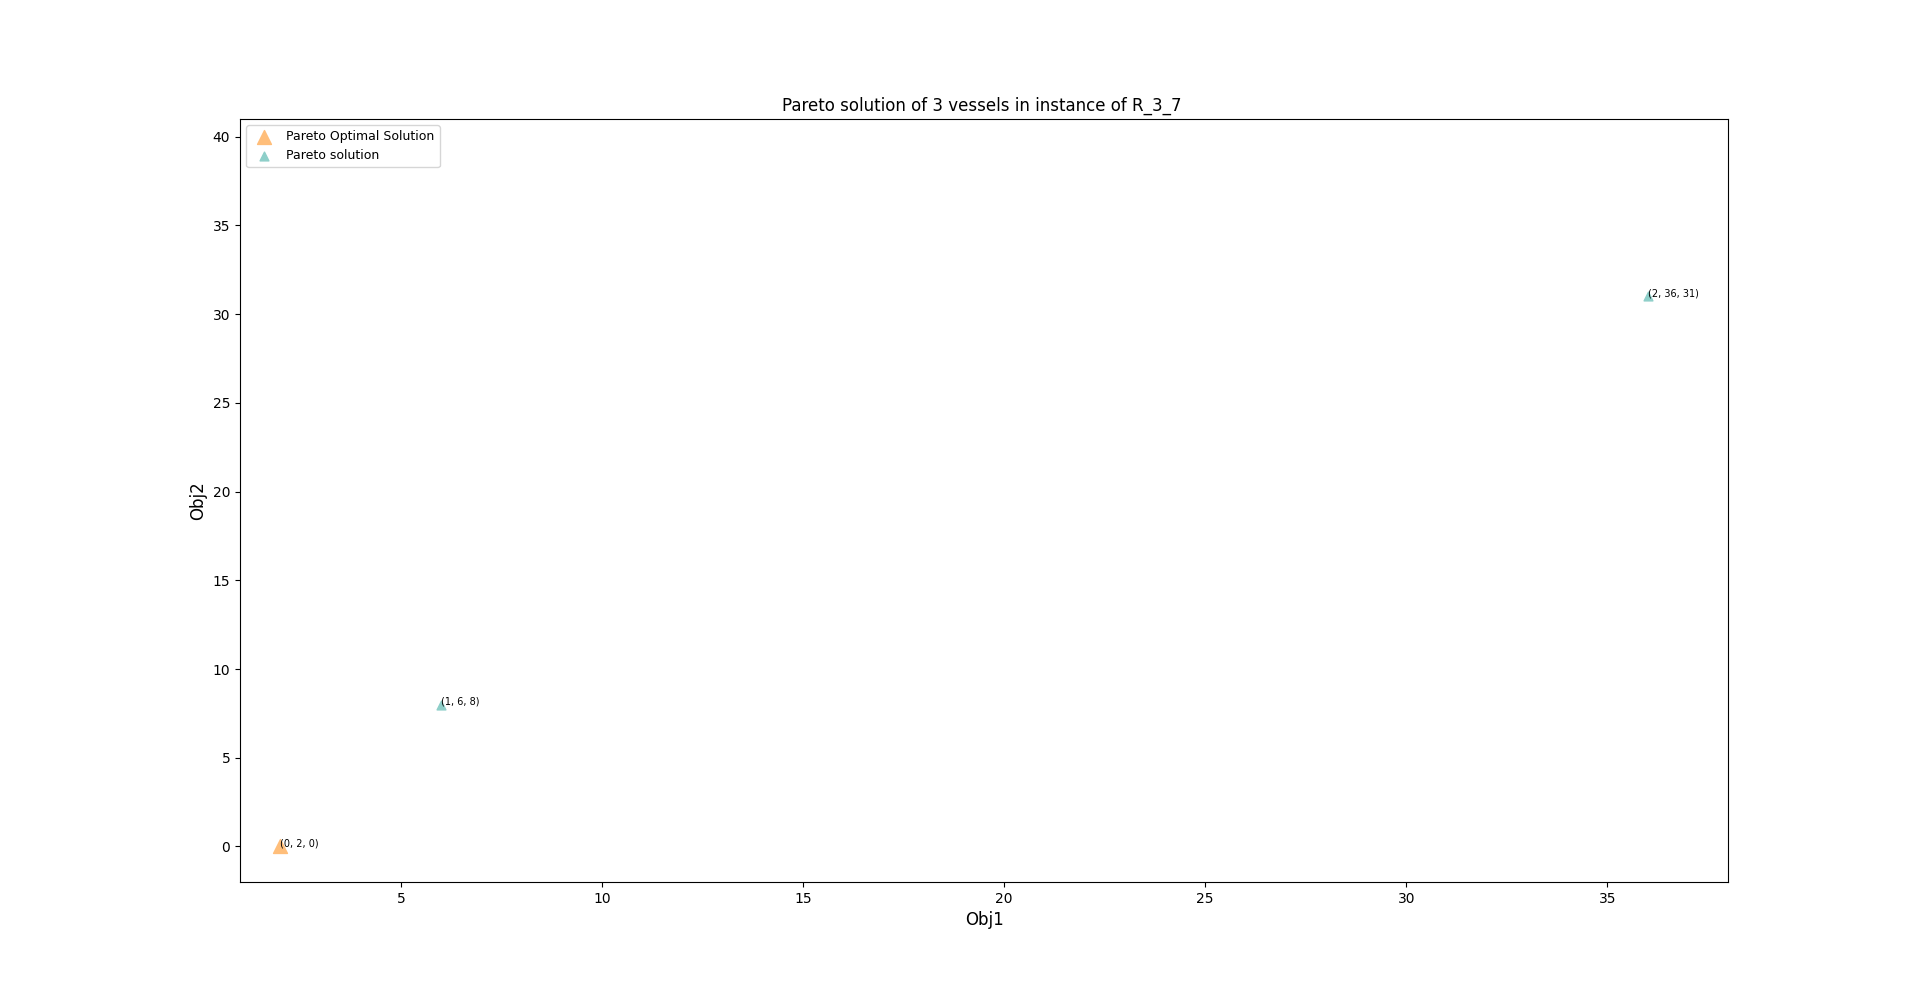 Pareto solution of 3 vessels in instance of R_3_7
Pareto Optimal Solution
Pareto solution
40
35
30
25
20
15
10
5
0
Obj2
(2, 36, 31)
(1, 6, 8)
(0, 2, 0)
5 10 15 20 25 30 35
Obj1